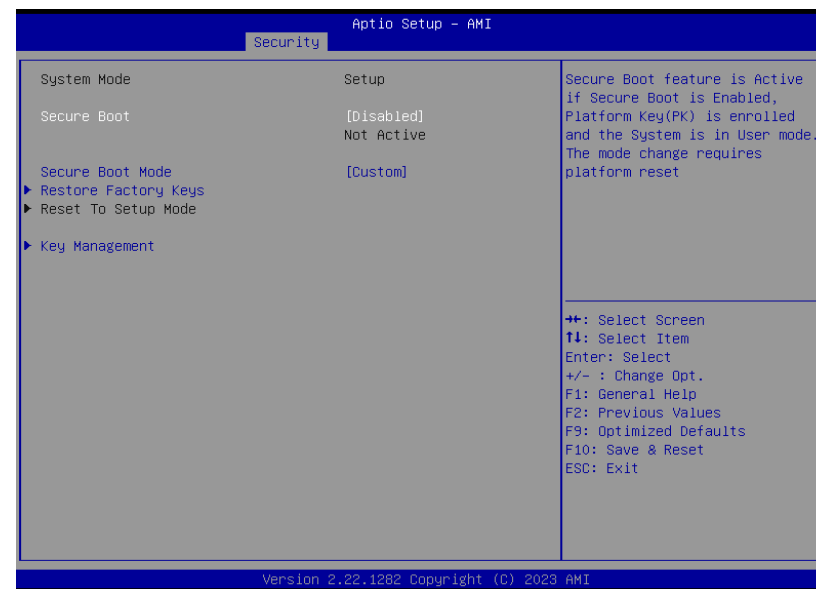 Aptio Setup – AMI
Security
System Mode Setup
Secure Boot [Disabled]
Not Active
Secure Boot Mode [Custom]
▶ Restore Factory Keys
▶ Reset To Setup Mode
▶ Key Management
Secure Boot feature is Active
if Secure Boot is Enabled,
Platform Key(PK) is enrolled
and the System is in User mode.
The mode change requires
platform reset
→←: Select Screen
↑↓: Select Item
Enter: Select
+/- : Change Opt.
F1: General Help
F2: Previous Values
F9: Optimized Defaults
F10: Save & Reset
ESC: Exit
Version 2.22.1282 Copyright (C) 2023 AMI